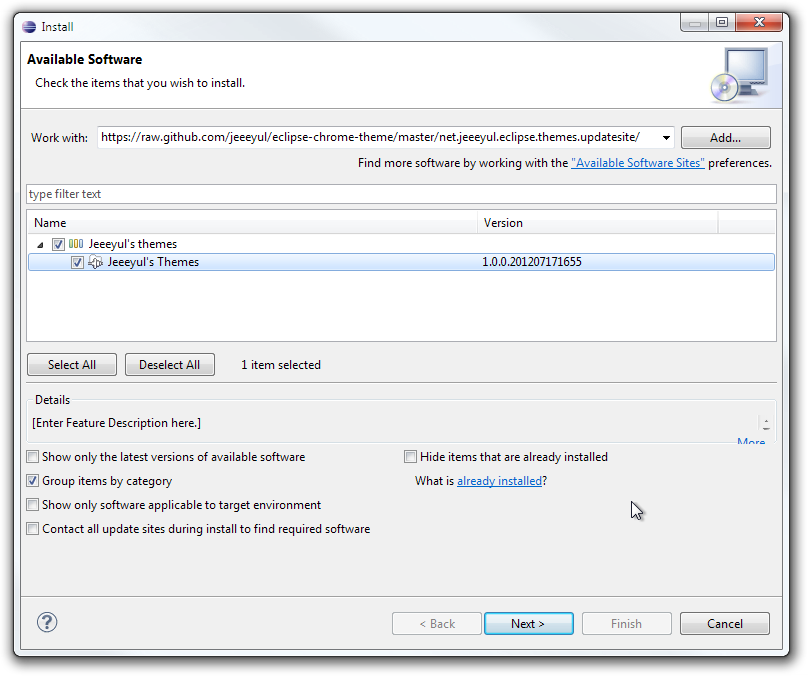 Install
Available Software
Check the items that you wish to install.
Work with: https://raw.github.com/jeeeyul/eclipse-chrome-theme/master/net.jeeeyul.eclipse.themes.updatesite/ Add...
Find more software by working with the "Available Software Sites" preferences.
type filter text
Name Version
Jeeeyul's themes
Jeeeyul's Themes 1.0.0.201207171655
Select All Deselect All 1 item selected
Details
[Enter Feature Description here.]
More
Show only the latest versions of available software Hide items that are already installed
Group items by category What is already installed?
Show only software applicable to target environment
Contact all update sites during install to find required software
? < Back Next > Finish Cancel